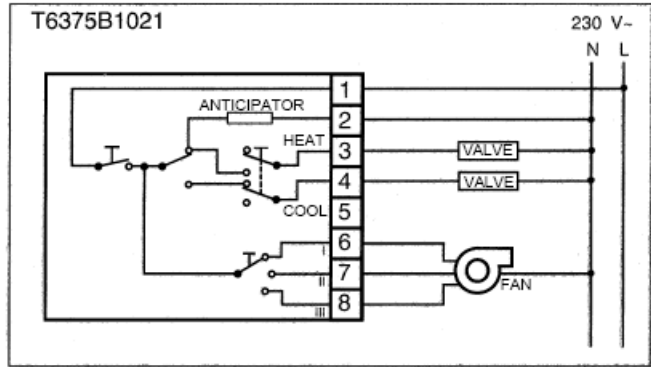 T6375B1021
230 V~
N L
1
ANTICIPATOR
2
HEAT
3
VALVE
4
VALVE
COOL
5
I
6
II
7
FAN
III
8